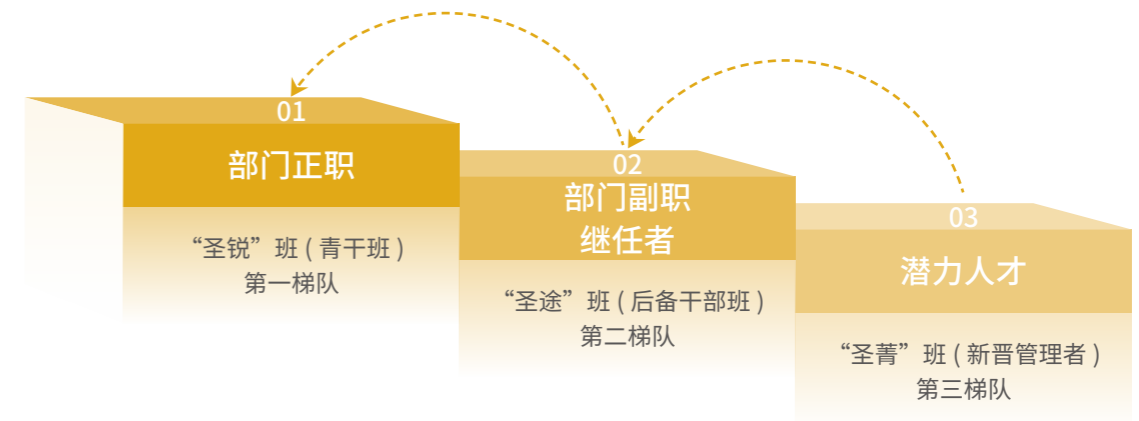 01
部门正职
“圣锐”班（青干班）
第一梯队
02
部门副职
继任者
“圣途”班（后备干部班）
第二梯队
03
潜力人才
“圣菁”班（新晋管理者）
第三梯队